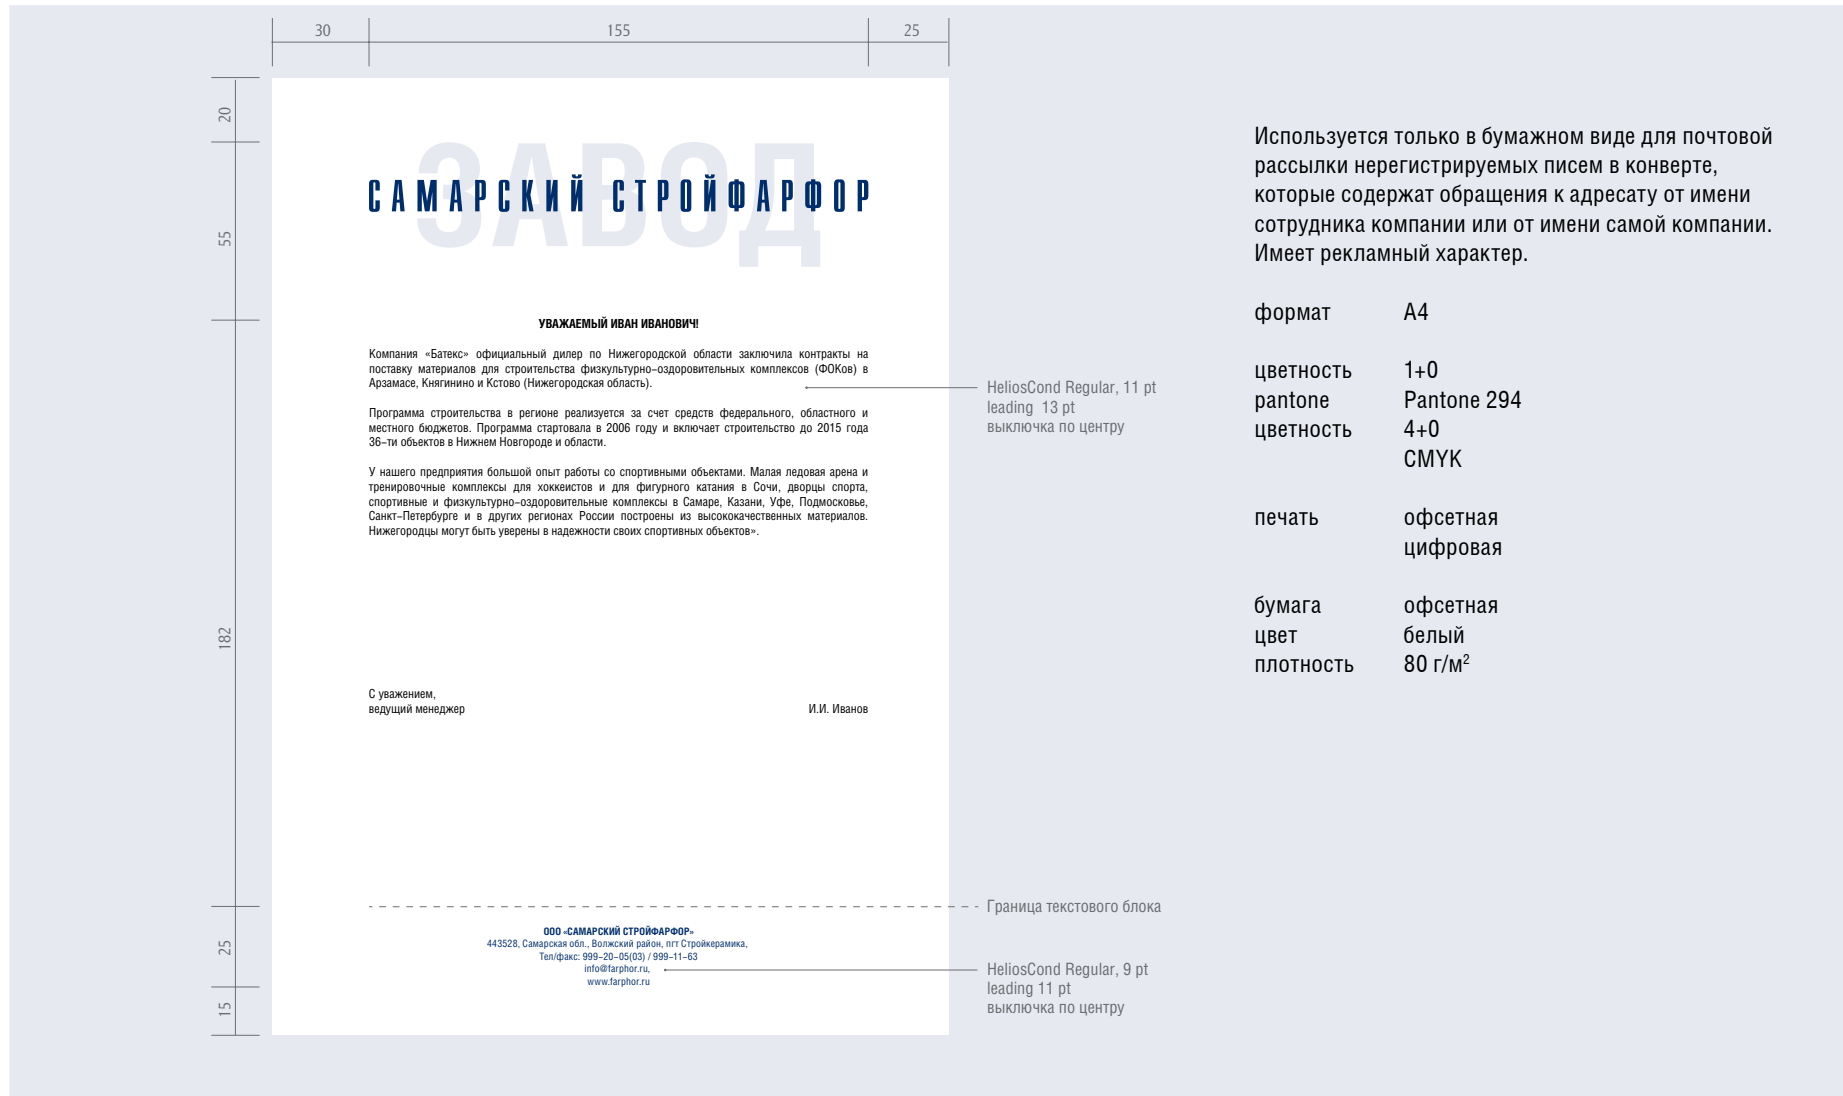 30
155
25
20
55
182
25
15
ЗАВОД
САМАРСКИЙ СТРОЙФАРФОР
УВАЖАЕМЫЙ ИВАН ИВАНОВИЧ!
Компания «Батекс» официальный дилер по Нижегородской области заключила контракты на
поставку материалов для строительства физкультурно-оздоровительных комплексов (ФОКов) в
Арзамасе, Княгинино и Кстово (Нижегородская область).
Программа строительства в регионе реализуется за счет средств федерального, областного и
местного бюджетов. Программа стартовала в 2006 году и включает строительство до 2015 года
36-ти объектов в Нижнем Новгороде и области.
У нашего предприятия большой опыт работы со спортивными объектами. Малая ледовая арена и
тренировочные комплексы для хоккеистов и для фигурного катания в Сочи, дворцы спорта,
спортивные и физкультурно-оздоровительные комплексы в Самаре, Казани, Уфе, Подмосковье,
Санкт-Петербурге и в других регионах России построены из высококачественных материалов.
Нижегородцы могут быть уверены в надежности своих спортивных объектов».
С уважением,
ведущий менеджер И.И. Иванов
ООО «САМАРСКИЙ СТРОЙФАРФОР»
443528, Самарская обл., Волжский район, пгт Стройкерамика,
Тел/факс: 999-20-05(03) / 999-11-63
info@farphor.ru,
www.farphor.ru
HeliosCond Regular, 11 pt
leading 13 pt
выключка по центру
Граница текстового блока
HeliosCond Regular, 9 pt
leading 11 pt
выключка по центру
Используется только в бумажном виде для почтовой
рассылки нерегистрируемых писем в конверте,
которые содержат обращения к адресату от имени
сотрудника компании или от имени самой компании.
Имеет рекламный характер.
формат А4
цветность 1+0
pantone Pantone 294
цветность 4+0
CMYK
печать офсетная
цифровая
бумага офсетная
цвет белый
плотность 80 г/м²